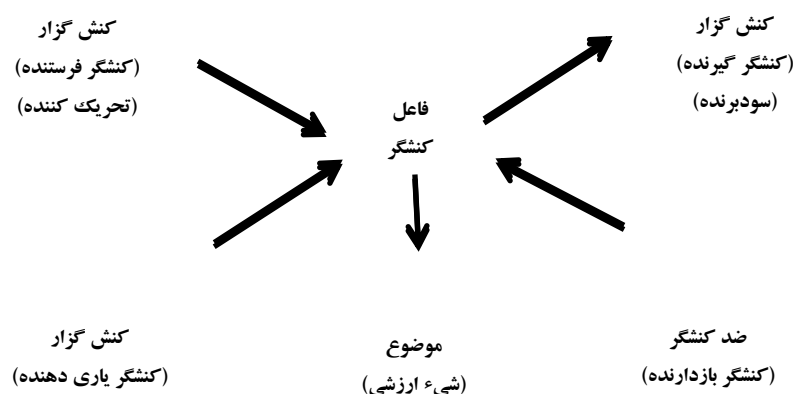 کنش گزار
(کنشگر گیرنده)
(سودبرنده)
کنش گزار
(کنشگر فرستنده)
(تحریک کننده)
فاعل
کنشگر
ضد کنشگر
(کنشگر بازدارنده)
موضوع
(شیء ارزشی)
کنش گزار
(کنشگر یاری دهنده)